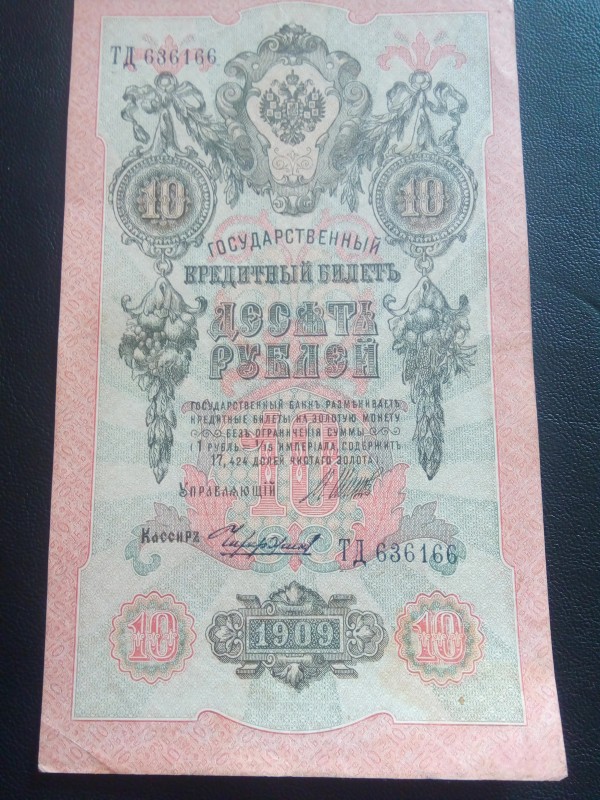 ТД 636166
10 10
ГОСУДАРСТВЕННЫЙ
КРЕДИТНЫЙ БИЛЕТЪ
ДЕСЯТЬ
РУБЛЕЙ
ГОСУДАРСТВЕННЫЙ БАНКЪ РАЗМѢНИВАЕТЪ
КРЕДИТНЫЕ БИЛЕТЫ НА ЗОЛОТУЮ МОНЕТУ
БЕЗЪ ОГРАНИЧЕНІЯ СУММЫ
(1 РУБЛЬ = 1/15 ИМПЕРІАЛА, СОДЕРЖИТЪ
17,424 ДОЛЕЙ ЧИСТАГО ЗОЛОТА)
10
УПРАВЛЯЮЩІЙ
Кассиръ
ТД 636166
10 1909 10